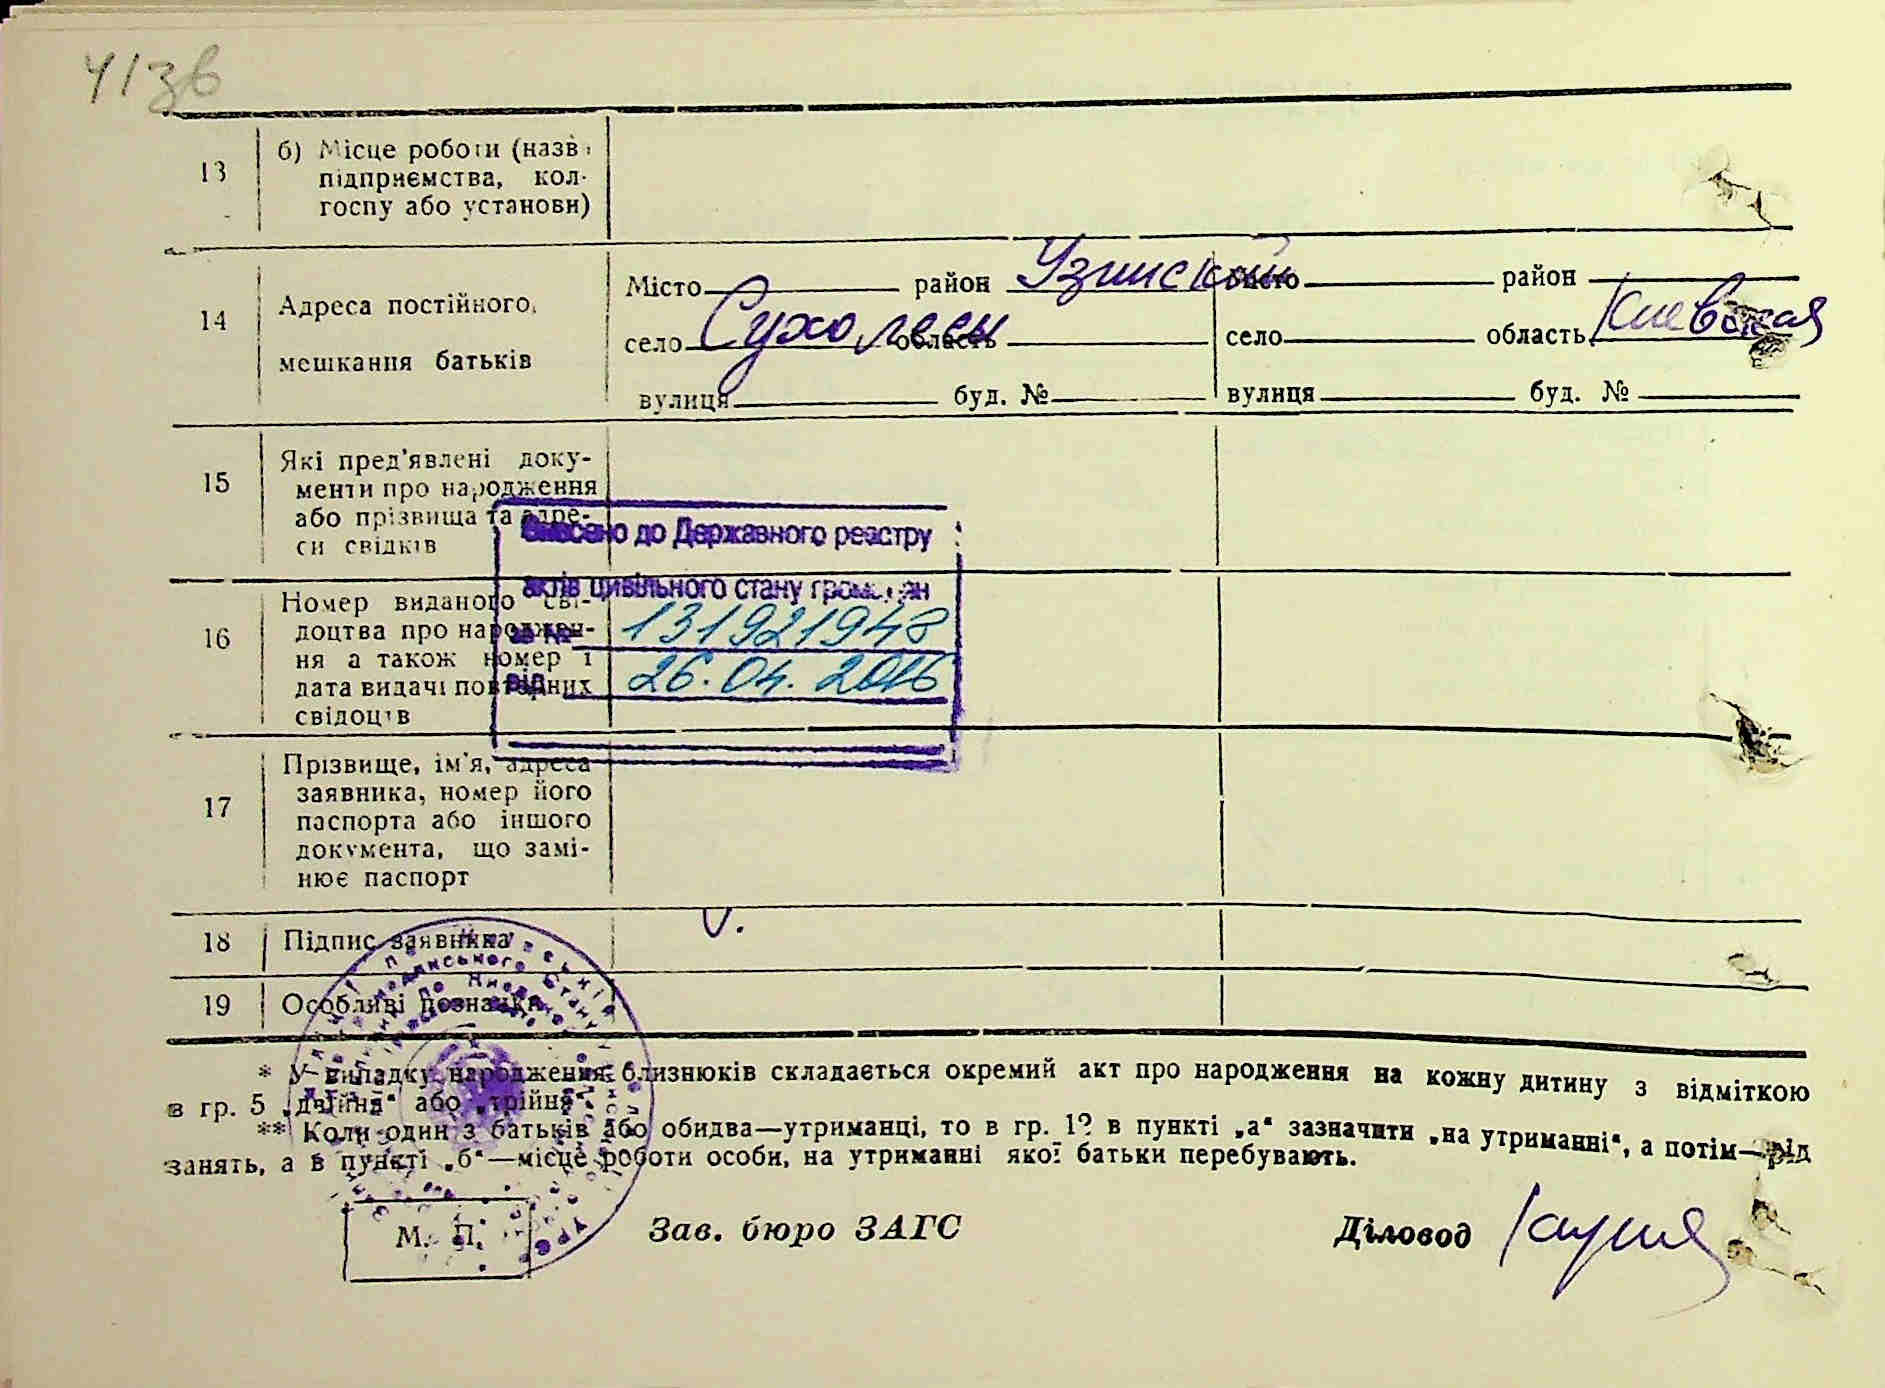 41зв
13
б) Місце роботи (назва
підприємства, кол-
госпу або установи)
14
Адреса постійного
мешкання батьків
Місто район Узинский
село Сухолесы область
вулиця буд. №
Місто район
село область Киевская
вулиця буд. №
15
Які пред'явлені доку-
менти про народження
або прізвища та адре-
си свідків
16
Номер виданого сві-
доцтва про народжен-
ня а також номер і
дата видачі повторних
свідоцтв
Внесено до Державного реєстру
актів цивільного стану громадян
за № 131921948
від 26.04.2016
17
Прізвище, ім'я, адреса
заявника, номер його
паспорта або іншого
документа, що замі-
нює паспорт
18
Підпис заявника
19
Особливі позначки
* У випадку народження близнюків складається окремий акт про народження на кожну дитину з відміткою
в гр. 5 „двійня“ або „трійня“
** Коли один з батьків або обидва—утриманці, то в гр. 12 в пункті „а“ зазначити „на утриманні“, а потім—рід
занять, а в пункті „б“—місце роботи особи, на утриманні якої батьки перебувають.
М. П.
Зав. бюро ЗАГС
Діловод